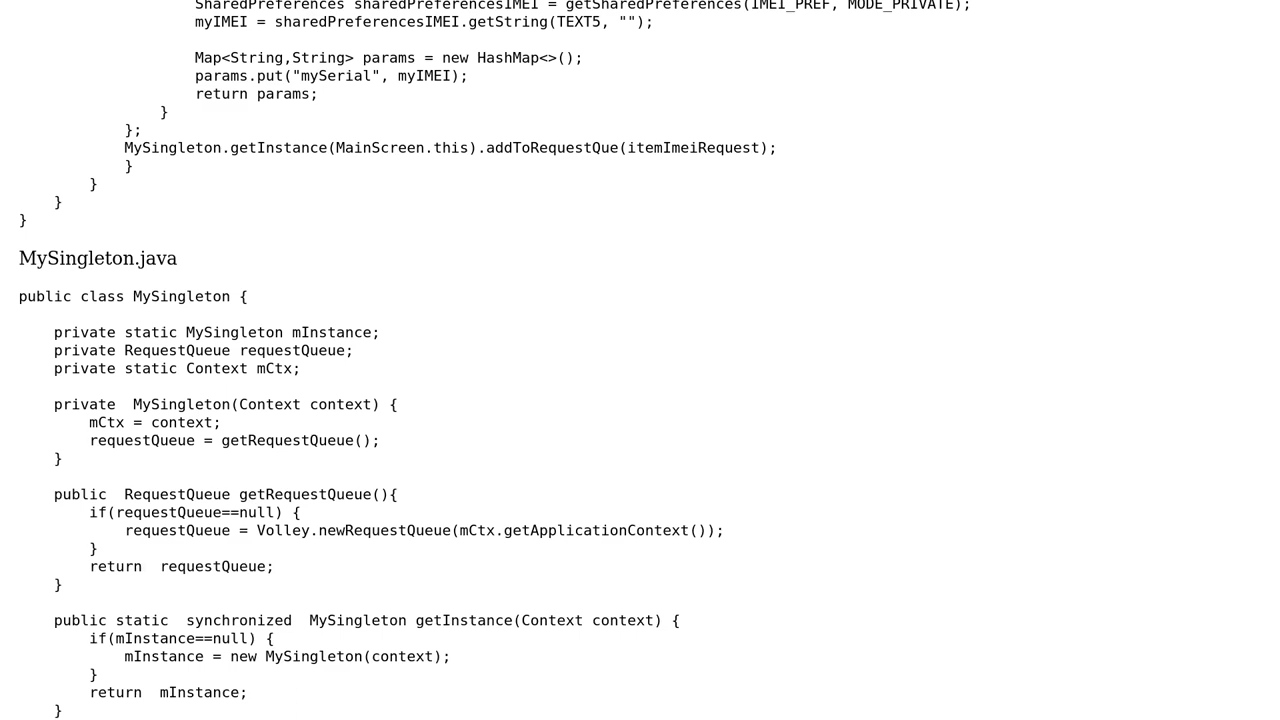 SharedPreferences sharedPreferencesIMEI = getSharedPreferences(IMEI_PREF, MODE_PRIVATE);
myIMEI = sharedPreferencesIMEI.getString(TEXT5, "");
Map<String,String> params = new HashMap<>();
params.put("mySerial", myIMEI);
return params;
}
};
MySingleton.getInstance(MainScreen.this).addToRequestQue(itemImeiRequest);
}
}
}
}
MySingleton.java
public class MySingleton {
private static MySingleton mInstance;
private RequestQueue requestQueue;
private static Context mCtx;
private  MySingleton(Context context) {
mCtx = context;
requestQueue = getRequestQueue();
}
public  RequestQueue getRequestQueue(){
if(requestQueue==null) {
requestQueue = Volley.newRequestQueue(mCtx.getApplicationContext());
}
return  requestQueue;
}
public static  synchronized  MySingleton getInstance(Context context) {
if(mInstance==null) {
mInstance = new MySingleton(context);
}
return  mInstance;
}